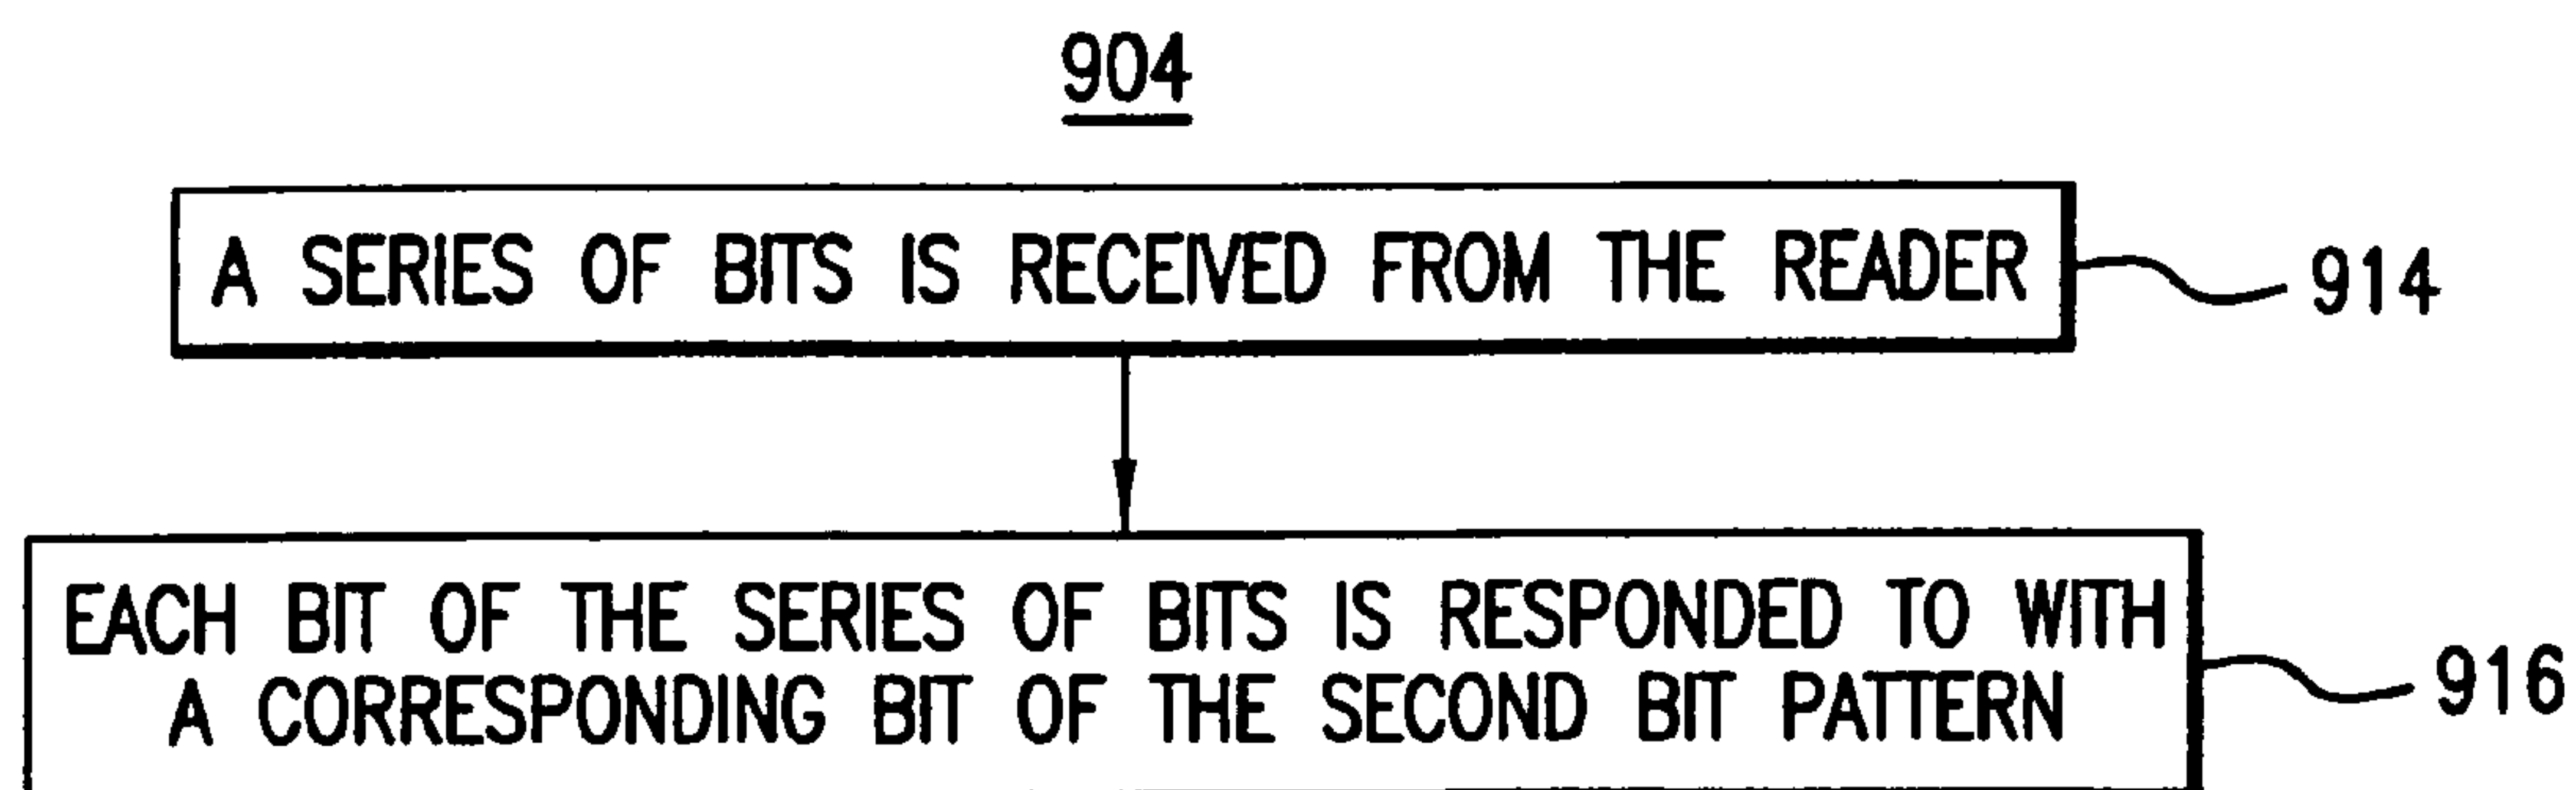 904
A SERIES OF BITS IS RECEIVED FROM THE READER
914
EACH BIT OF THE SERIES OF BITS IS RESPONDED TO WITH
A CORRESPONDING BIT OF THE SECOND BIT PATTERN
916